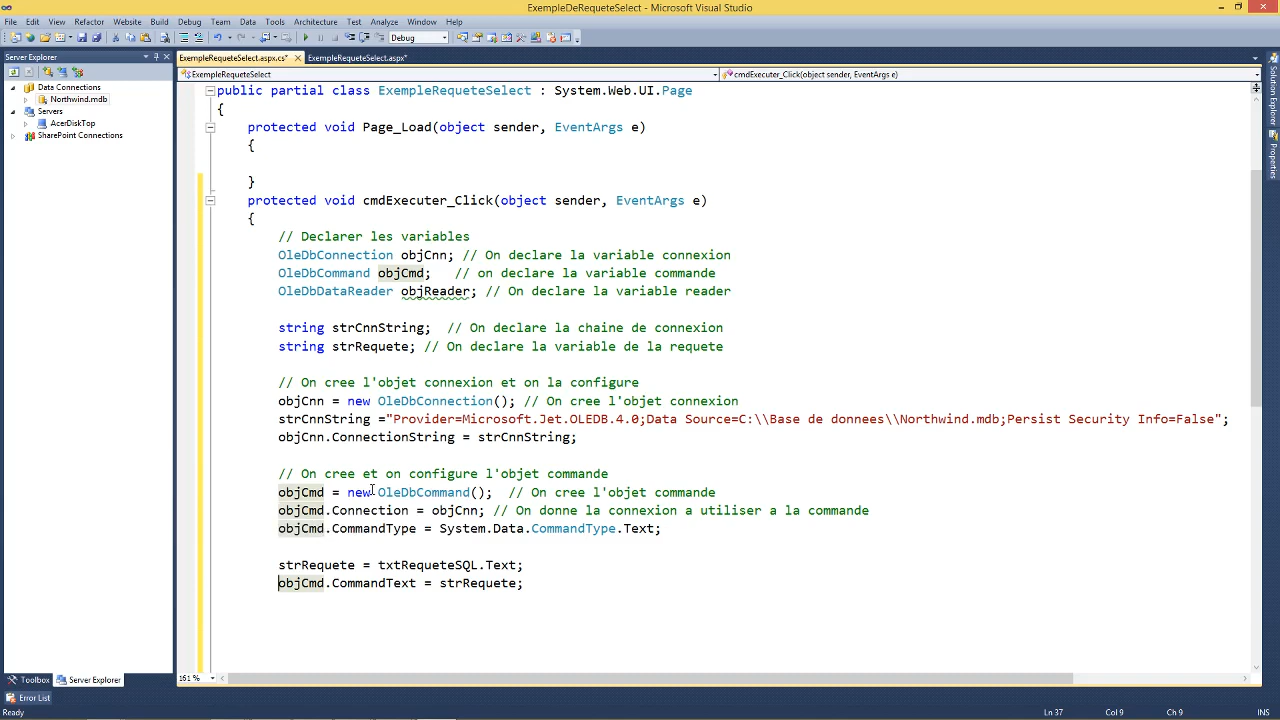 ExempleDeRequeteSelect - Microsoft Visual Studio
File Edit View Refactor Website Build Debug Team Data Tools Architecture Test Analyze Window Help
Debug
Server Explorer
ExempleRequeteSelect.aspx.cs* ExempleRequeteSelect.aspx*
ExempleRequeteSelect cmdExecuter_Click(object sender, EventArgs e)
Data Connections
Northwind.mdb
Servers
AcerDiskTop
SharePoint Connections
public partial class ExempleRequeteSelect : System.Web.UI.Page
{
protected void Page_Load(object sender, EventArgs e)
{
}
protected void cmdExecuter_Click(object sender, EventArgs e)
{
// Declarer les variables
OleDbConnection objCnn; // On declare la variable connexion
OleDbCommand objCmd; // on declare la variable commande
OleDbDataReader objReader; // On declare la variable reader
string strCnnString; // On declare la chaine de connexion
string strRequete; // On declare la variable de la requete
// On cree l'objet connexion et on la configure
objCnn = new OleDbConnection(); // On cree l'objet connexion
strCnnString ="Provider=Microsoft.Jet.OLEDB.4.0;Data Source=C:\\Base de donnees\\Northwind.mdb;Persist Security Info=False";
objCnn.ConnectionString = strCnnString;
// On cree et on configure l'objet commande
objCmd = new OleDbCommand(); // On cree l'objet commande
objCmd.Connection = objCnn; // On donne la connexion a utiliser a la commande
objCmd.CommandType = System.Data.CommandType.Text;
strRequete = txtRequeteSQL.Text;
objCmd.CommandText = strRequete;
Solution Explorer
Properties
161 %
Toolbox Server Explorer
Error List
Ready Ln 37 Col 9 Ch 9 INS